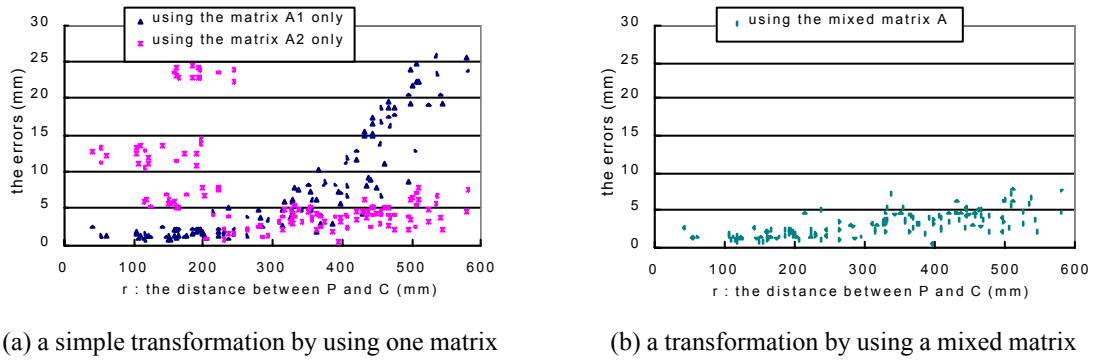 using the matrix A1 only
using the matrix A2 only
the errors (mm)
30
25
20
15
10
5
0
0 100 200 300 400 500 600
r : the distance between P and C (mm)
(a) a simple transformation by using one matrix
using the mixed matrix A
the errors (mm)
30
25
20
15
10
5
0
0 100 200 300 400 500 600
r : the distance between P and C (mm)
(b) a transformation by using a mixed matrix